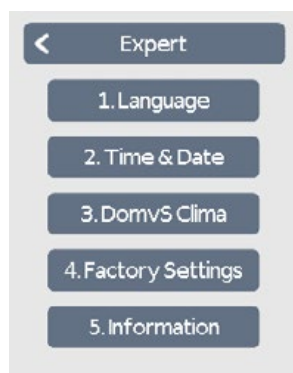 Expert
1. Language
2. Time & Date
3. DomvS Clima
4. Factory Settings
5. Information